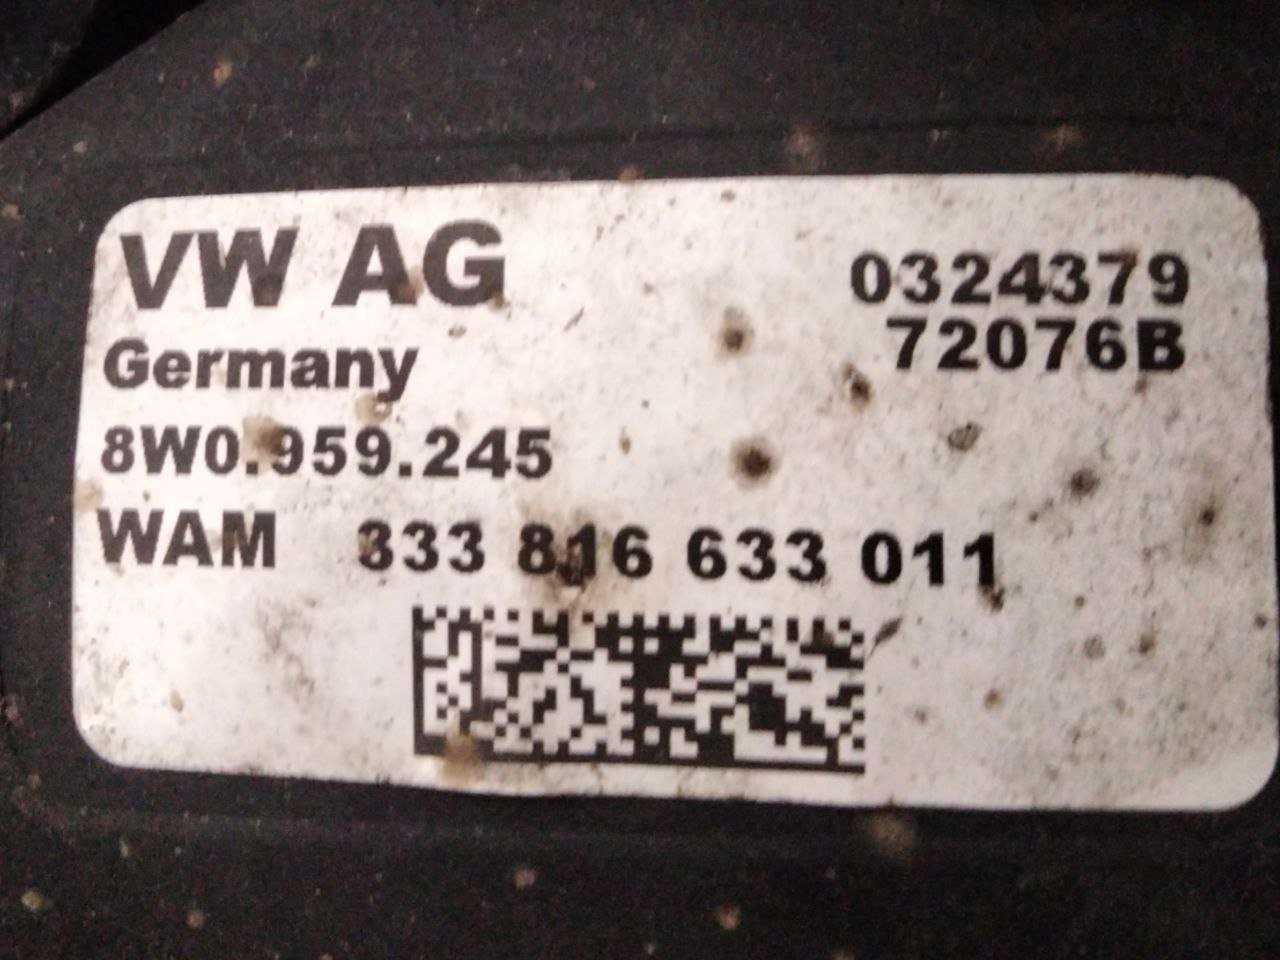 VW AG
0324379
72076B
Germany
8W0.959.245
WAM 333 816 633 011